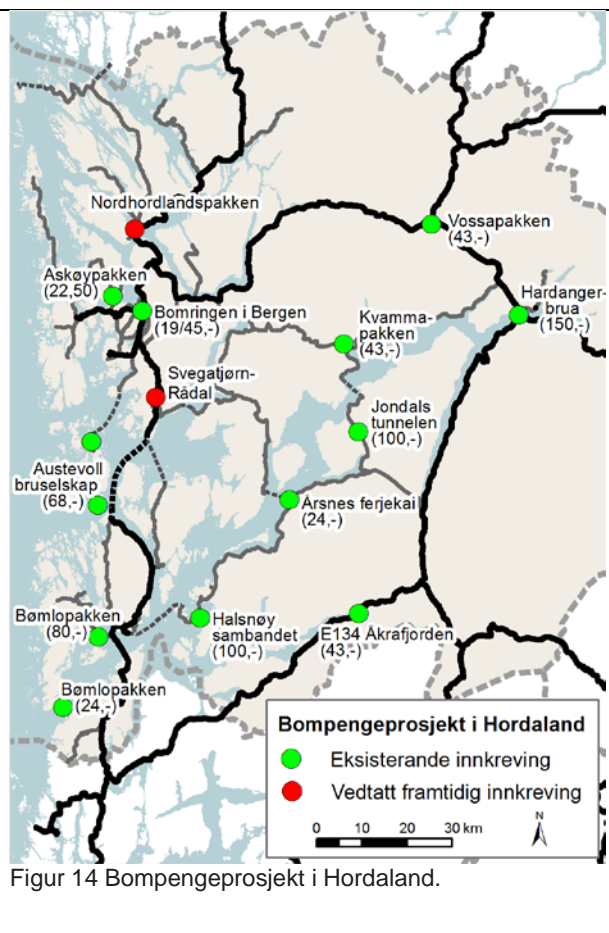 Nordhordlandspakken
Vossapakken
(43,-)
Askøypakken
(22,50)
Hardanger-
brua
(150,-)
Bomringen i Bergen
(19/45,-)
Kvamma-
pakken
(43,-)
Svegatjørn-
Rådal
Jondals
tunnelen
(100,-)
Austevoll
bruselskap
(68,-)
Årsnes ferjekai
(24,-)
Bømlopakken
(80,-)
Halsnøy
sambandet
(100,-)
E134 Åkrafjorden
(43,-)
Bømlopakken
(24,-)
Bompengeprosjekt i Hordaland
Eksisterande innkreving
Vedtatt framtidig innkreving
0 10 20 30 km
N
Figur 14 Bompengeprosjekt i Hordaland.